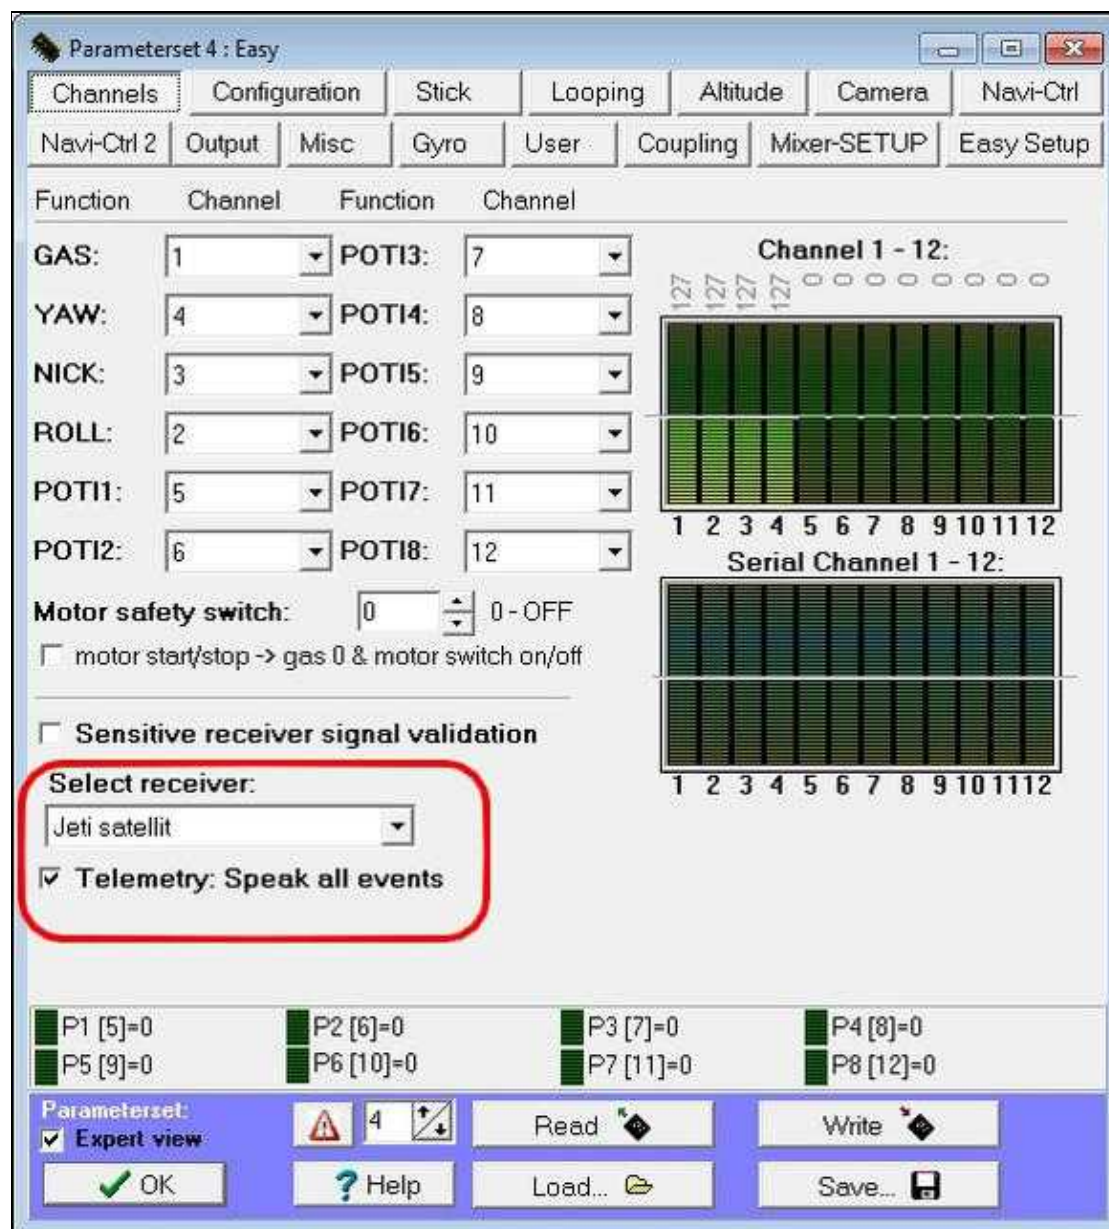 Parameterset 4 : Easy
Channels Configuration Stick Looping Altitude Camera Navi-Ctrl
Navi-Ctrl 2 Output Misc Gyro User Coupling Mixer-SETUP Easy Setup
Function Channel Function Channel
Channel 1 - 12:
127 127 127 127 0 0 0 0 0 0 0 0
GAS: 1 POTI3: 7
YAW: 4 POTI4: 8
NICK: 3 POTI5: 9
ROLL: 2 POTI6: 10
POTI1: 5 POTI7: 11
1 2 3 4 5 6 7 8 9 10 11 12
POTI2: 6 POTI8: 12
Serial Channel 1 - 12:
Motor safety switch: 0 0 - OFF
motor start/stop -> gas 0 & motor switch on/off
Sensitive receiver signal validation
1 2 3 4 5 6 7 8 9 10 11 12
Select receiver:
Jeti satellit
Telemetry: Speak all events
P1 [5]=0 P2 [6]=0 P3 [7]=0 P4 [8]=0
P5 [9]=0 P6 [10]=0 P7 [11]=0 P8 [12]=0
Parameterset:
Expert view 4 Read Write
OK ? Help Load... Save...